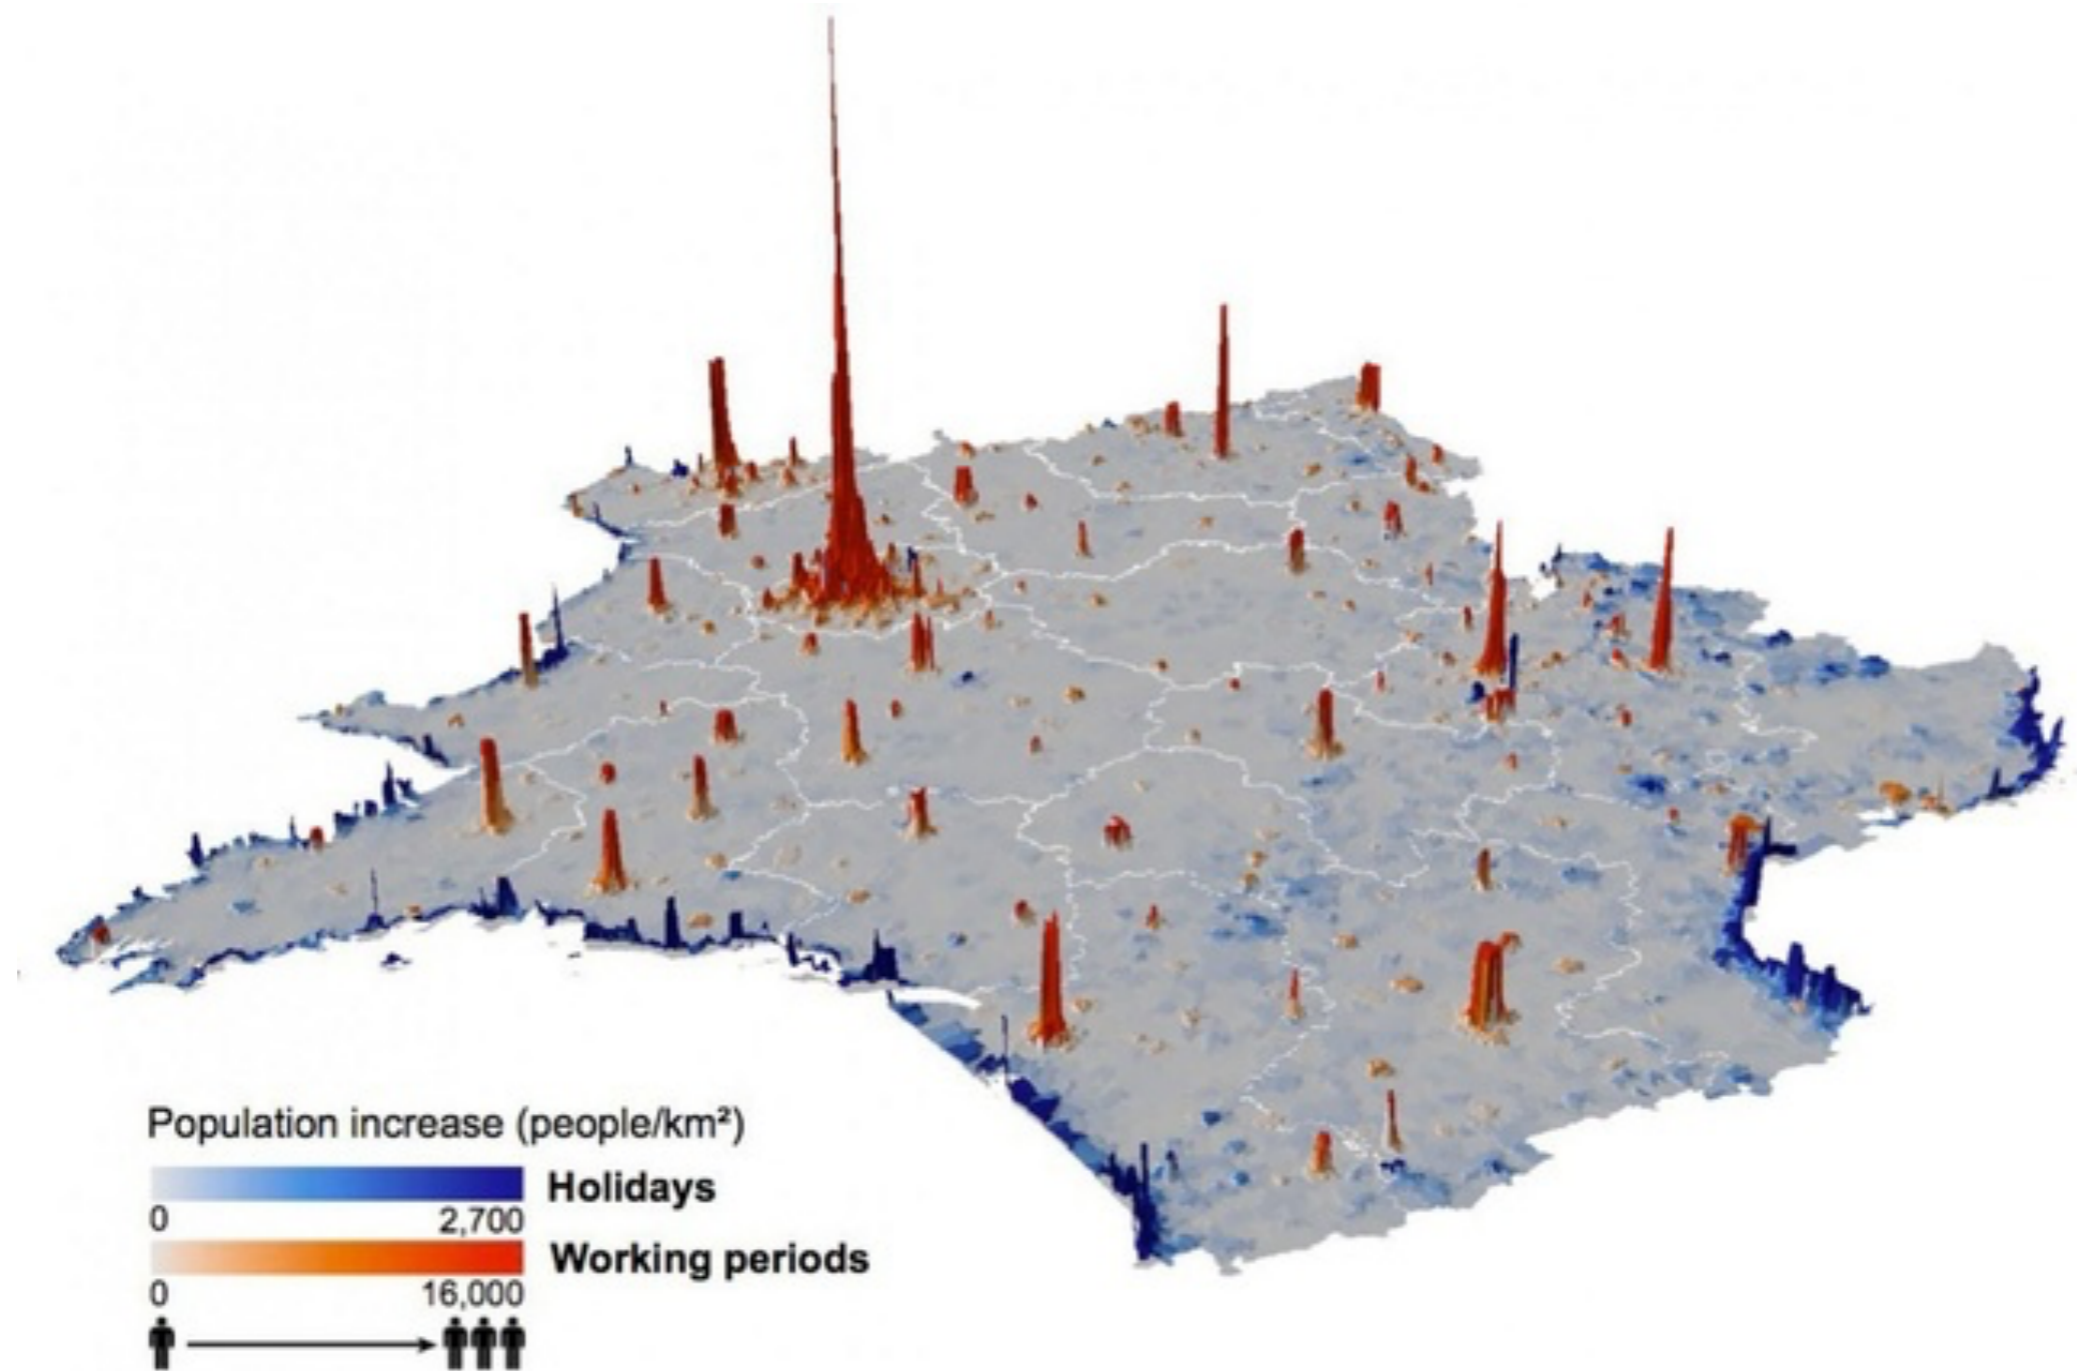 Population increase (people/km²)
Holidays
0 2,700
Working periods
0 16,000